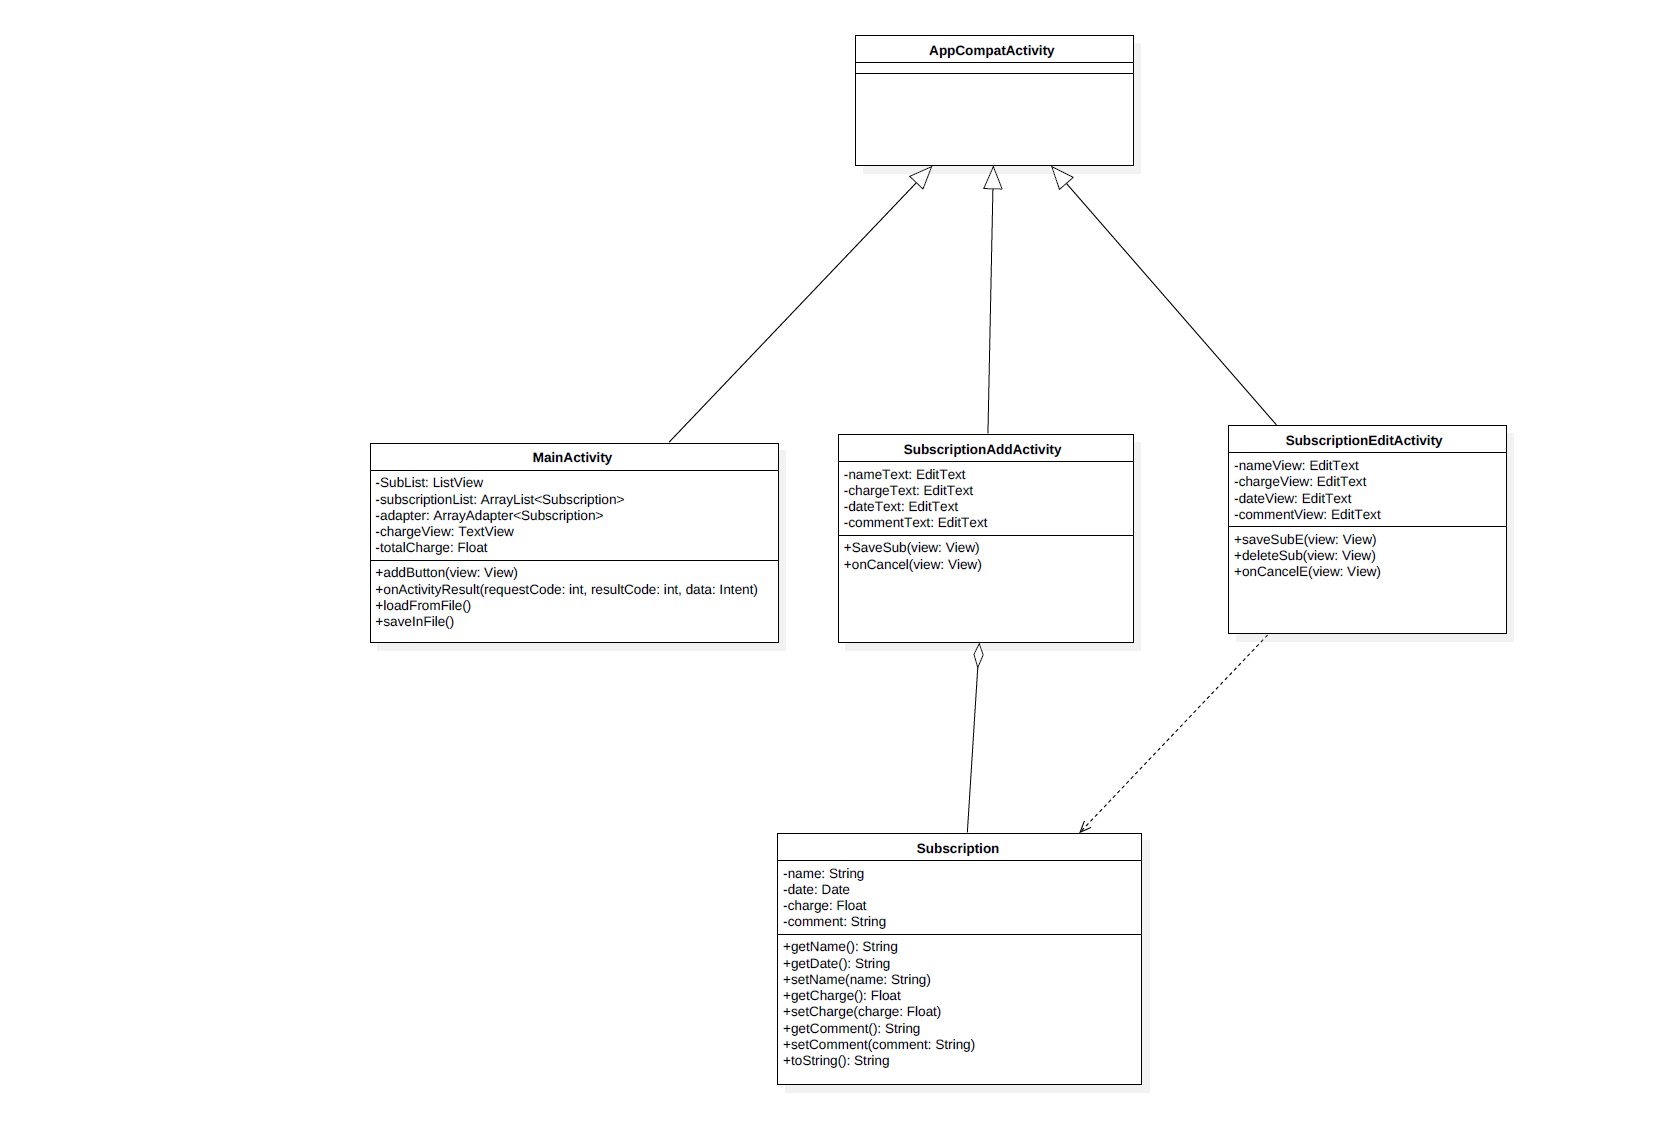 AppCompatActivity
MainActivity
-SubList: ListView
-subscriptionList: ArrayList<Subscription>
-adapter: ArrayAdapter<Subscription>
-chargeView: TextView
-totalCharge: Float
+addButton(view: View)
+onActivityResult(requestCode: int, resultCode: int, data: Intent)
+loadFromFile()
+saveInFile()
SubscriptionAddActivity
-nameText: EditText
-chargeText: EditText
-dateText: EditText
-commentText: EditText
+SaveSub(view: View)
+onCancel(view: View)
SubscriptionEditActivity
-nameView: EditText
-chargeView: EditText
-dateView: EditText
-commentView: EditText
+saveSubE(view: View)
+deleteSub(view: View)
+onCancelE(view: View)
Subscription
-name: String
-date: Date
-charge: Float
-comment: String
+getName(): String
+getDate(): String
+setName(name: String)
+getCharge(): Float
+setCharge(charge: Float)
+getComment(): String
+setComment(comment: String)
+toString(): String